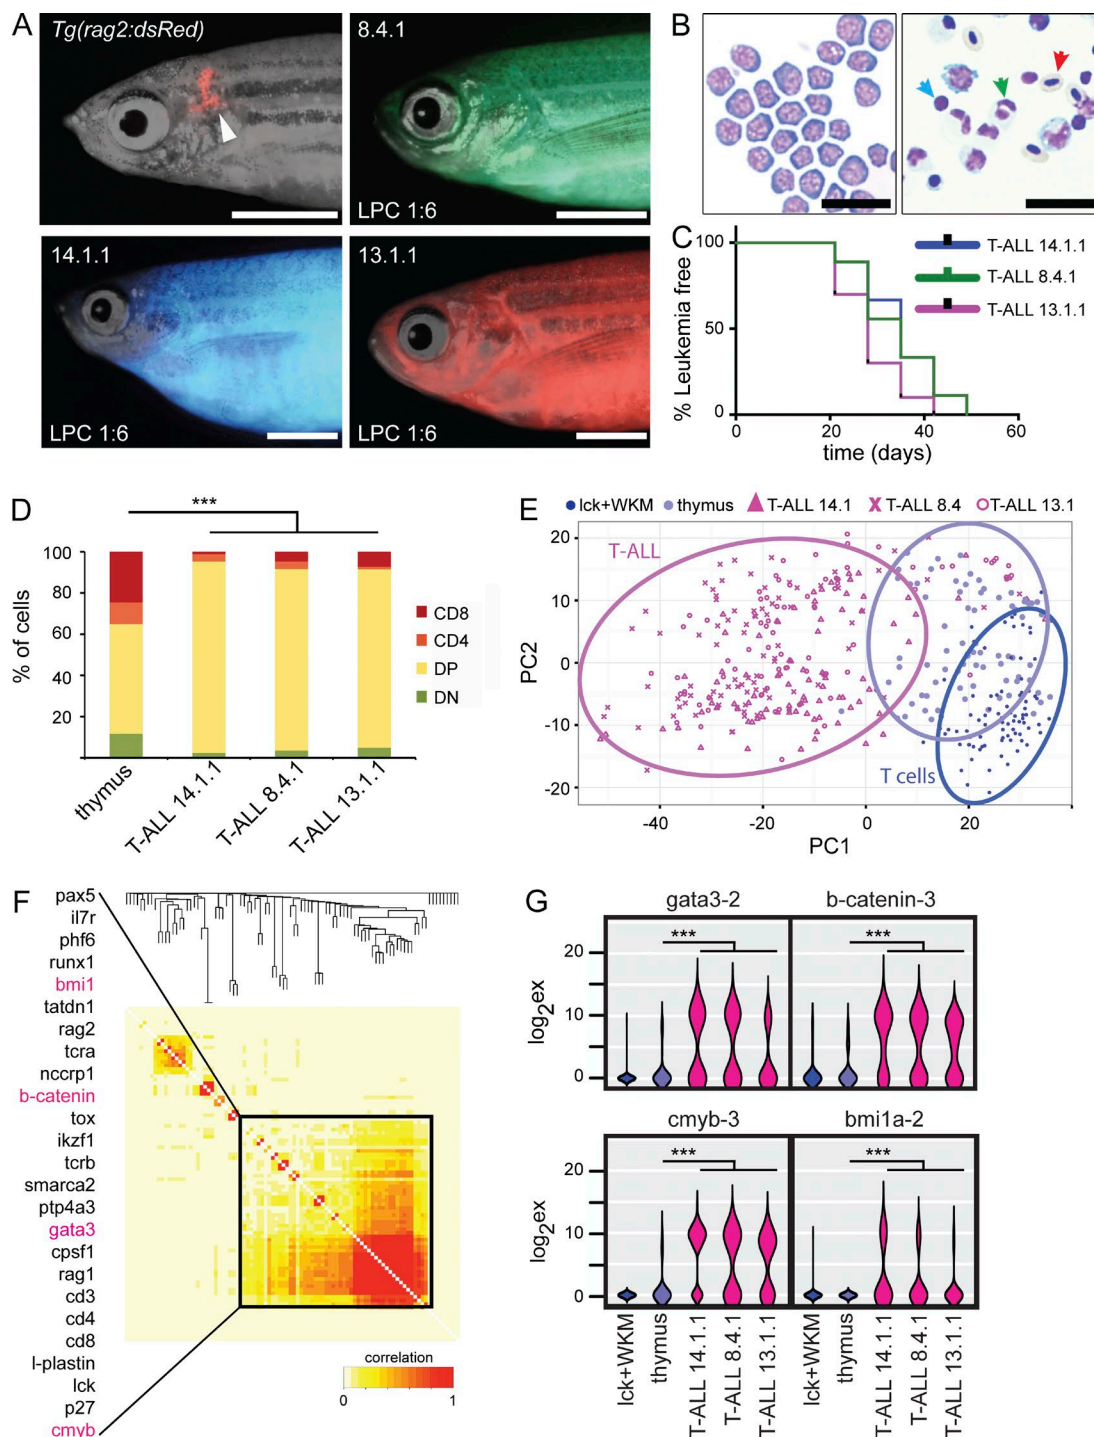 A
Tg(rag2:dsRed)
8.4.1
LPC 1:6
14.1.1
13.1.1
LPC 1:6
LPC 1:6
B
C
% Leukemia free
100
50
0
0
20
40
60
time (days)
T-ALL 14.1.1
T-ALL 8.4.1
T-ALL 13.1.1
D
***
% of cells
100
80
60
40
20
thymus
T-ALL 14.1.1
T-ALL 8.4.1
T-ALL 13.1.1
CD8
CD4
DP
DN
E
lck+WKM thymus T-ALL 14.1 T-ALL 8.4 T-ALL 13.1
T-ALL
T cells
PC2
20
10
0
-10
-20
-40 -20 0 20
PC1
F
pax5
il7r
phf6
runx1
bmi1
tatdn1
rag2
tcra
nccrp1
b-catenin
tox
ikzf1
tcrb
smarca2
ptp4a3
gata3
cpsf1
rag1
cd3
cd4
cd8
l-plastin
lck
p27
cmyb
correlation
0 1
G
gata3-2 b-catenin-3
*** ***
log2ex
20
10
0
cmyb-3 bmi1a-2
*** ***
log2ex
20
10
0
lck+WKM
thymus
T-ALL 14.1.1
T-ALL 8.4.1
T-ALL 13.1.1
lck+WKM
thymus
T-ALL 14.1.1
T-ALL 8.4.1
T-ALL 13.1.1